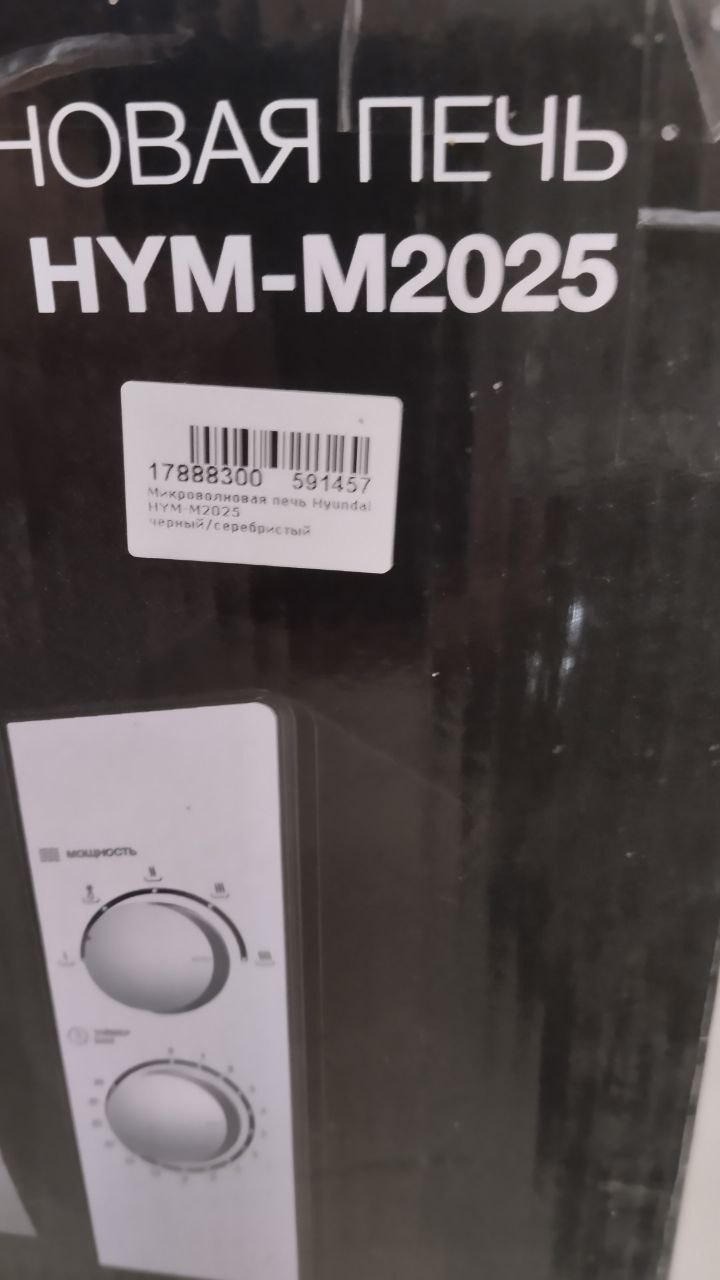 НОВАЯ ПЕЧЬ
HYM-M2025
17888300 591457
Микроволновая печь Hyundai
HYM-M2025
черный/серебристый
МОЩНОСТЬ